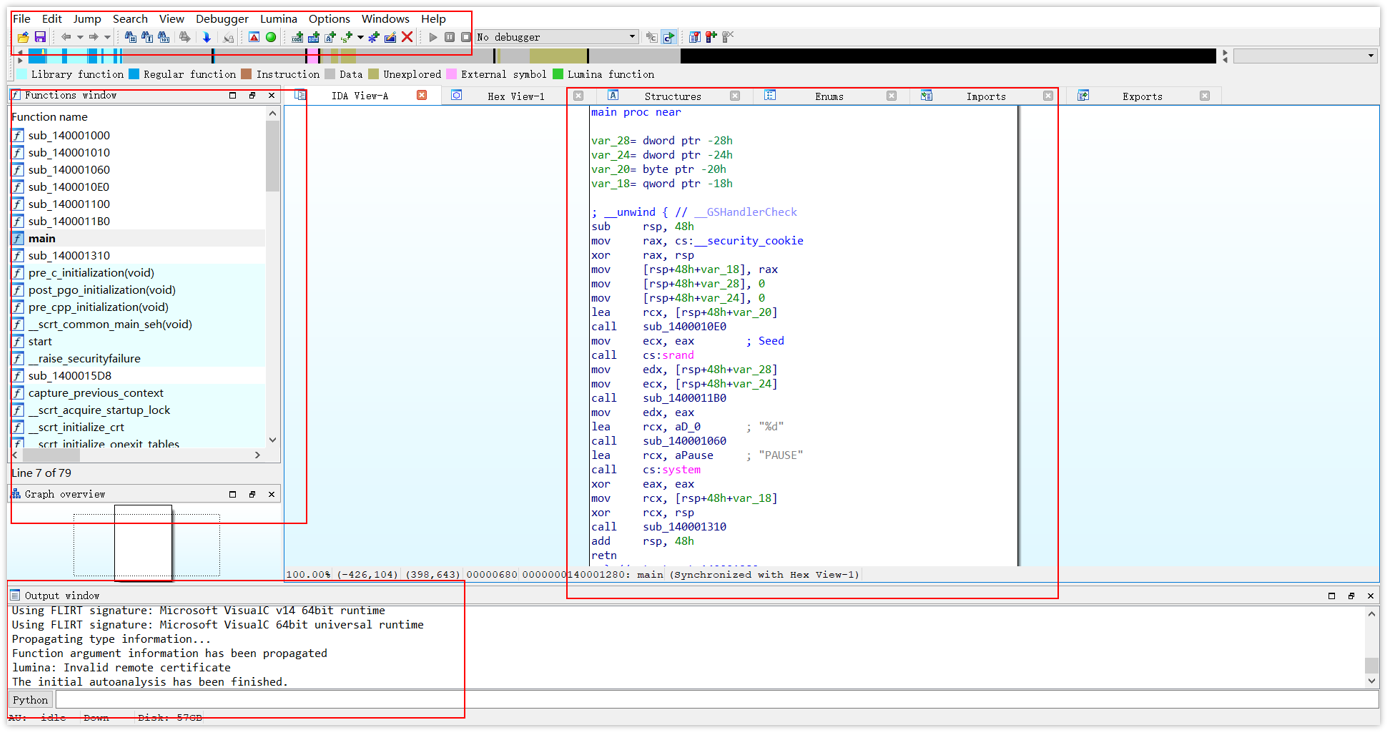 File Edit Jump Search View Debugger Lumina Options Windows Help
No debugger
Library function Regular function Instruction Data Unexplored External symbol Lumina function
Functions window
Function name
sub_140001000
sub_140001010
sub_140001060
sub_1400010E0
sub_140001100
sub_1400011B0
main
sub_140001310
pre_c_initialization(void)
post_pgo_initialization(void)
pre_cpp_initialization(void)
__scrt_common_main_seh(void)
start
__raise_securityfailure
sub_1400015D8
capture_previous_context
__scrt_acquire_startup_lock
__scrt_initialize_crt
__scrt_initialize_onexit_tables
Line 7 of 79
Graph overview
IDA View-A Hex View-1 Structures Enums Imports Exports
main proc near
var_28= dword ptr -28h
var_24= dword ptr -24h
var_20= byte ptr -20h
var_18= qword ptr -18h
; __unwind { // __GSHandlerCheck
sub rsp, 48h
mov rax, cs:__security_cookie
xor rax, rsp
mov [rsp+48h+var_18], rax
mov [rsp+48h+var_28], 0
mov [rsp+48h+var_24], 0
lea rcx, [rsp+48h+var_20]
call sub_1400010E0
mov ecx, eax ; Seed
call cs:srand
mov edx, [rsp+48h+var_28]
mov ecx, [rsp+48h+var_24]
call sub_1400011B0
mov edx, eax
lea rcx, aD_0 ; "%d"
call sub_140001060
lea rcx, aPause ; "PAUSE"
call cs:system
xor eax, eax
mov rcx, [rsp+48h+var_18]
xor rcx, rsp
call sub_140001310
add rsp, 48h
retn
100.00% (-426,104) (398,643) 00000680 0000000140001280: main (Synchronized with Hex View-1)
Output window
Using FLIRT signature: Microsoft VisualC v14 64bit runtime
Using FLIRT signature: Microsoft VisualC 64bit universal runtime
Propagating type information...
Function argument information has been propagated
lumina: Invalid remote certificate
The initial autoanalysis has been finished.
Python
AU: idle Down Disk: 57GB